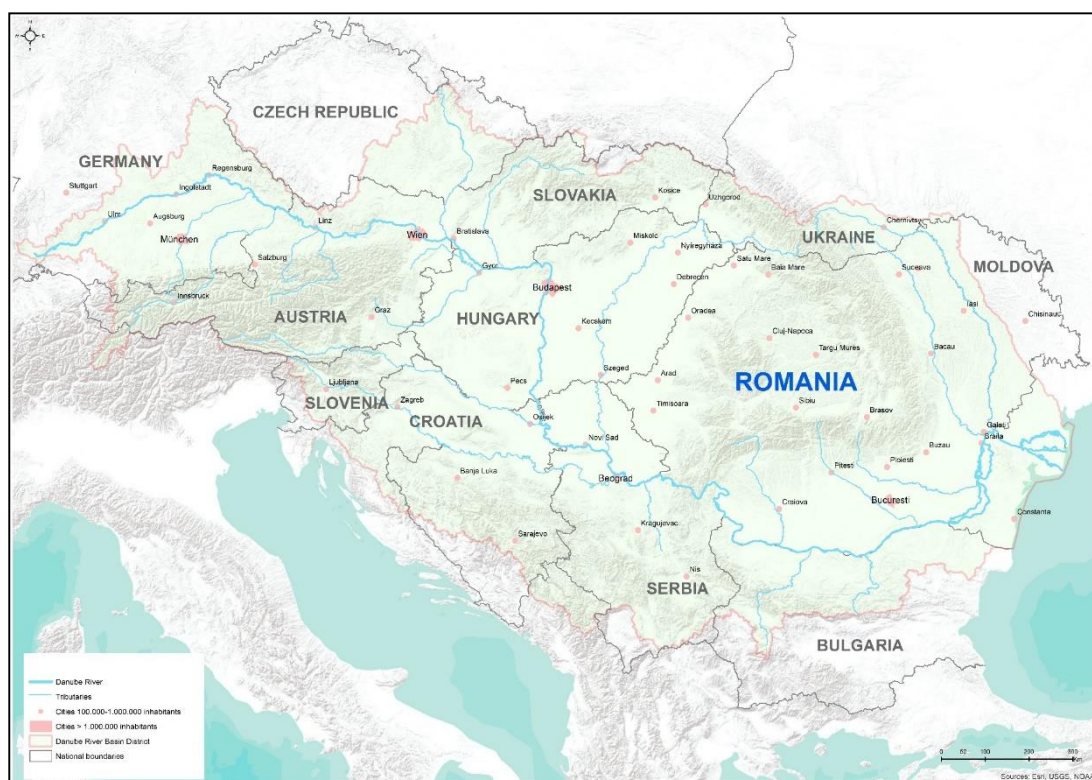 N
W E
S
CZECH REPUBLIC
GERMANY
Regensburg
Stuttgart
Ingolstadt
SLOVAKIA
Kosice
Uzhgorod
Ulm
Augsburg
Linz
Chernivtsy
München
Wien
Bratislava
Miskolc
UKRAINE
Nyiregyhaza
Salzburg
Gyor
Satu Mare
Baia Mare
Suceava
MOLDOVA
Budapest
Debrecen
Innsbruck
Iasi
AUSTRIA
Graz
HUNGARY
Kecskem
Oradea
Chisinau
Cluj-Napoca
Targu Mures
Bacau
Szeged
Arad
ROMANIA
Ljubljana
Pecs
SLOVENIA
Zagreb
Timisoara
Sibiu
Brasov
CROATIA
Osijek
Galati
Braila
Novi Sad
Buzau
Ploiesti
Banja Luka
Beograd
Pitesti
Bucuresti
Craiova
Constanta
Kragujevac
Sarajevo
Nis
SERBIA
BULGARIA
Danube River
Tributaries
Cities 100.000-1.000.000 inhabitants
Cities > 1.000.000 inhabitants
Danube River Basin District
National boundaries
0 50 100 200 300
Sources: Esri, USGS, NOAA